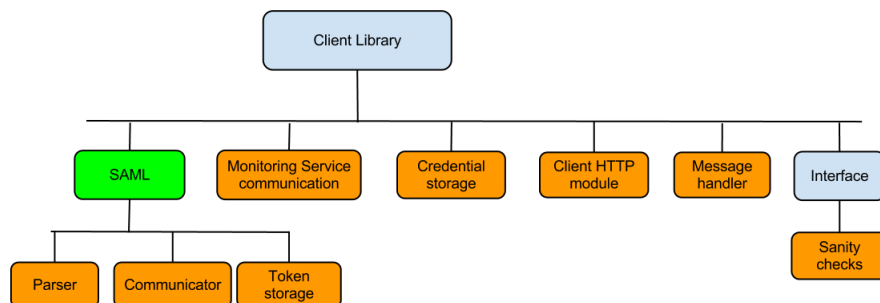 Client Library
SAML
Monitoring Service
communication
Credential
storage
Client HTTP
module
Message
handler
Interface
Parser
Communicator
Token
storage
Sanity
checks